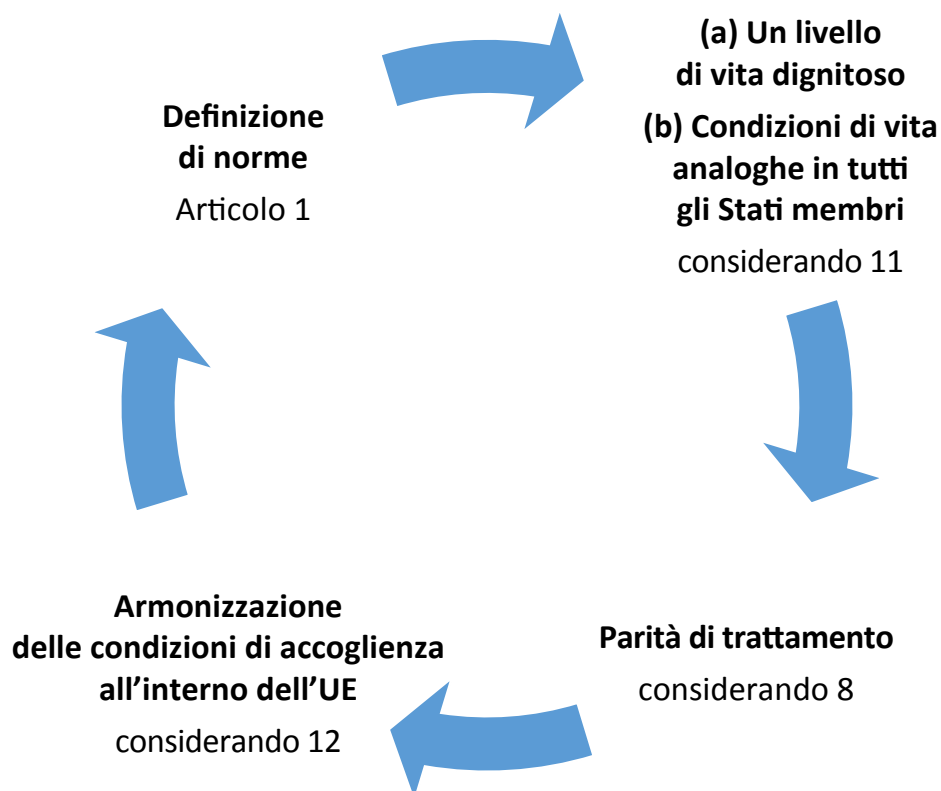 Definizione
di norme
Articolo 1
(a) Un livello
di vita dignitoso
(b) Condizioni di vita
analoghe in tutti
gli Stati membri
considerando 11
Parità di trattamento
considerando 8
Armonizzazione
delle condizioni di accoglienza
all’interno dell’UE
considerando 12